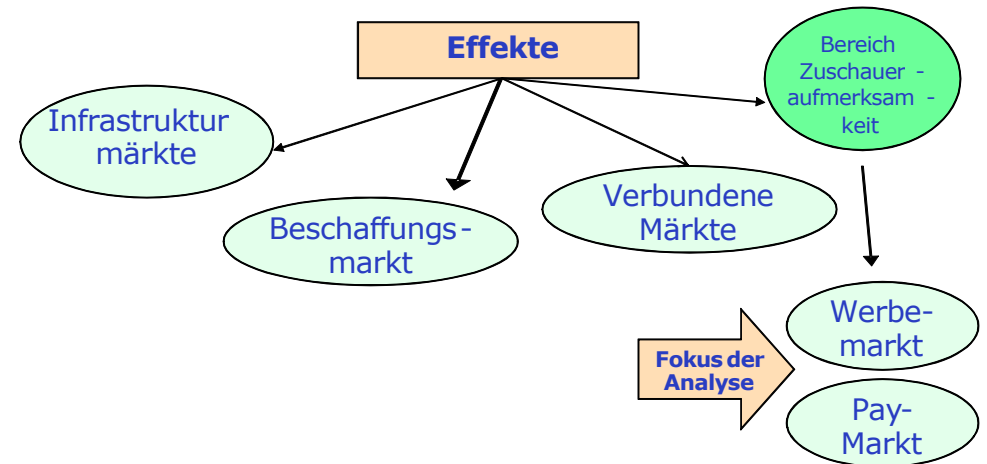 Effekte
Bereich
Zuschauer -
aufmerksam -
keit
Infrastruktur
märkte
Beschaffungs-
markt
Verbundene
Märkte
Werbe-
markt
Fokus der
Analyse
Pay-
Markt